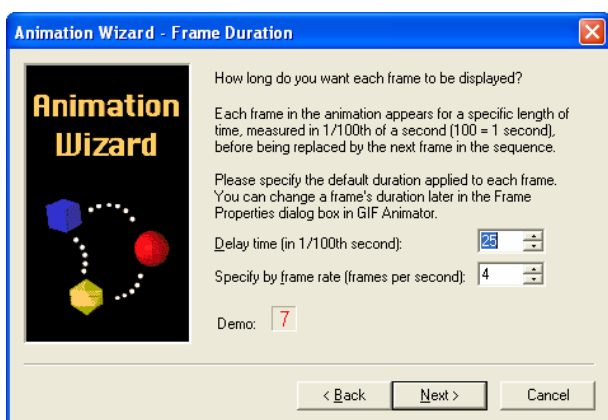 Animation Wizard - Frame Duration
Animation
Wizard
How long do you want each frame to be displayed?
Each frame in the animation appears for a specific length of
time, measured in 1/100th of a second (100 = 1 second),
before being replaced by the next frame in the sequence.
Please specify the default duration applied to each frame.
You can change a frame's duration later in the Frame
Properties dialog box in GIF Animator.
Delay time (in 1/100th second): 25
Specify by frame rate (frames per second): 4
Demo: 7
< Back Next > Cancel